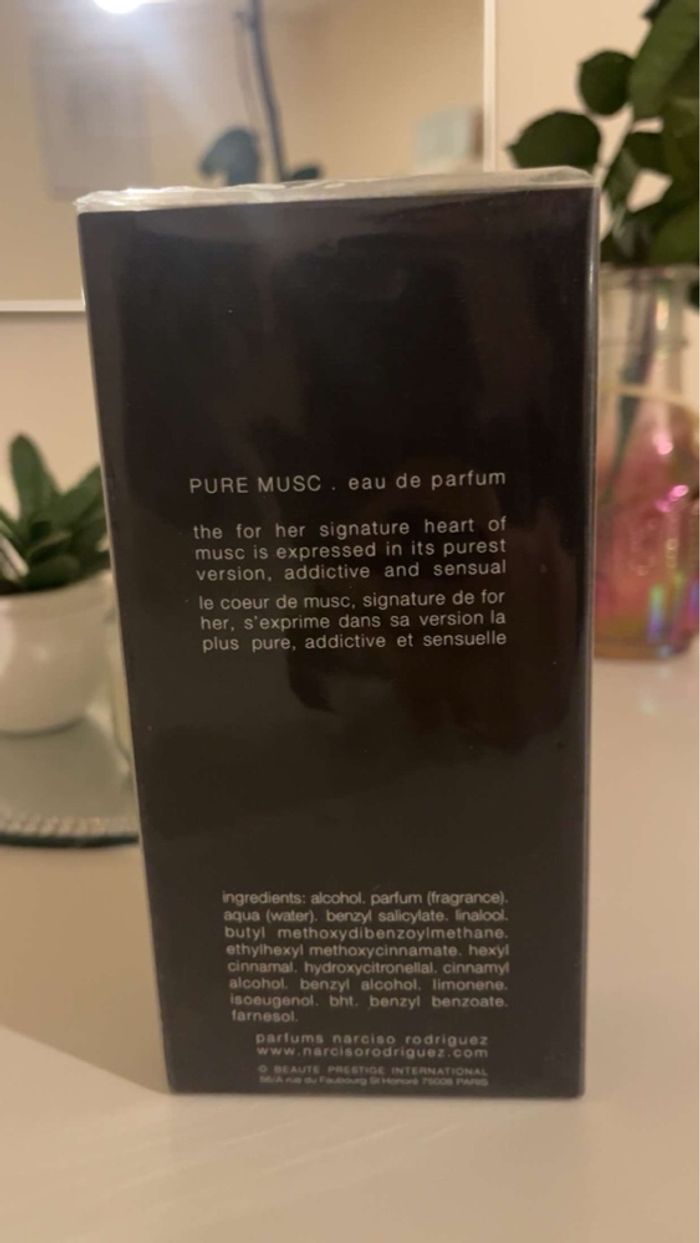 PURE MUSC . eau de parfum
the for her signature heart of
musc is expressed in its purest
version, addictive and sensual
le coeur de musc, signature de for
her, s'exprime dans sa version la
plus pure, addictive et sensuelle
ingredients: alcohol. parfum (fragrance).
aqua (water). benzyl salicylate. linalool.
butyl methoxydibenzoylmethane.
ethylhexyl methoxycinnamate. hexyl
cinnamal. hydroxycitronellal. cinnamyl
alcohol. benzyl alcohol. limonene.
isoeugenol. bht. benzyl benzoate.
farnesol.
parfums narciso rodriguez
www.narcisorodriguez.com
© BEAUTE PRESTIGE INTERNATIONAL
56/A rue du Faubourg St Honoré 75008 PARIS